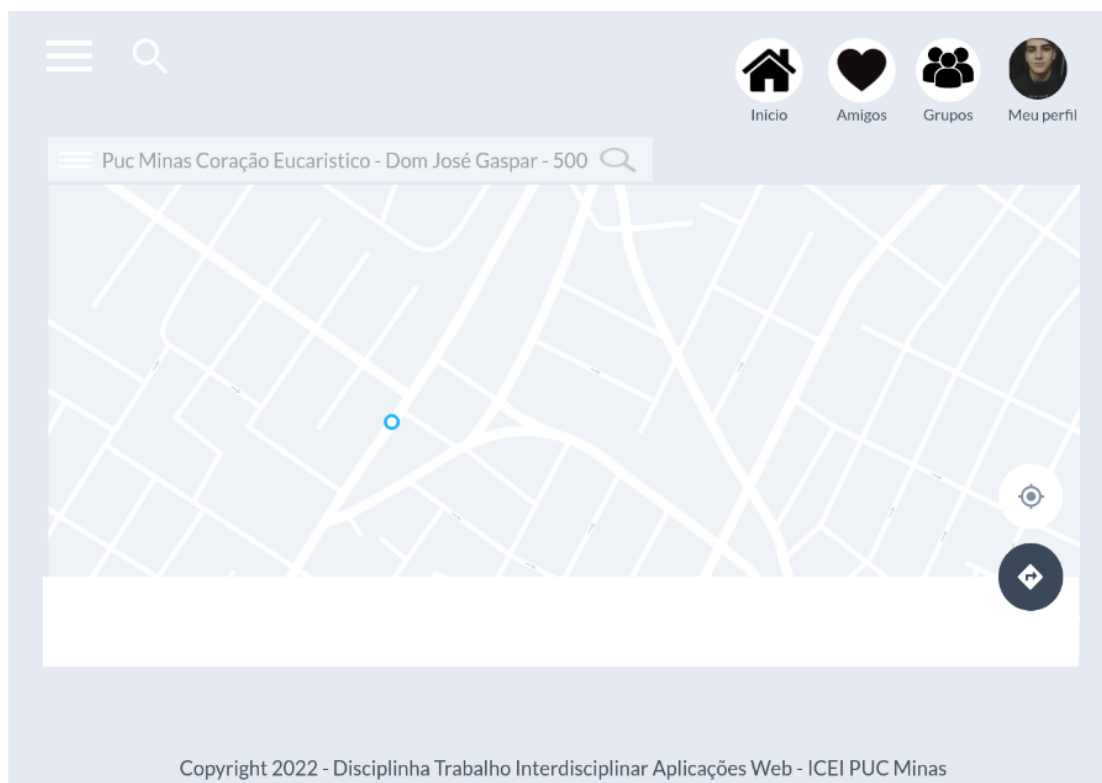 Inicio
Amigos
Grupos
Meu perfil
Puc Minas Coração Eucaristico - Dom José Gaspar - 500
Copyright 2022 - Disciplinha Trabalho Interdisciplinar Aplicações Web - ICEI PUC Minas